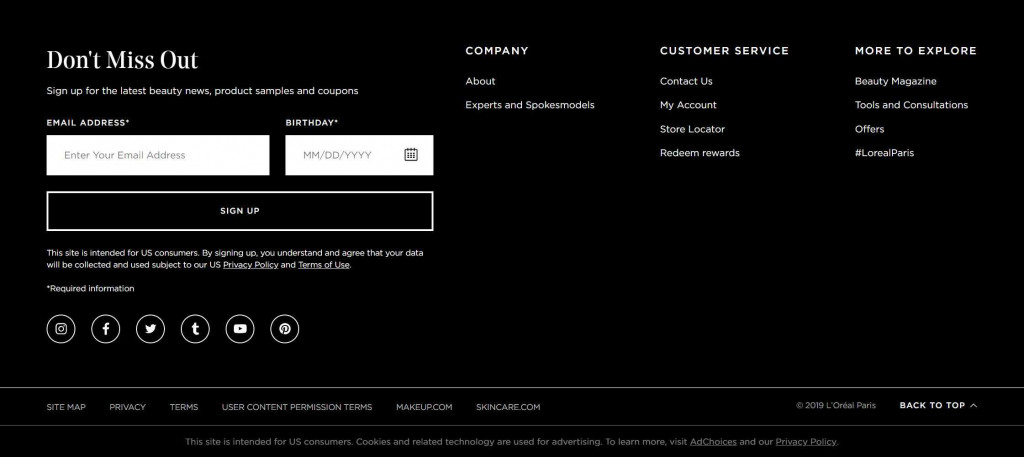 Don't Miss Out
Sign up for the latest beauty news, product samples and coupons
EMAIL ADDRESS*
BIRTHDAY*
Enter Your Email Address
MM/DD/YYYY
SIGN UP
This site is intended for US consumers. By signing up, you understand and agree that your data
will be collected and used subject to our US Privacy Policy and Terms of Use.
*Required information
COMPANY
About
Experts and Spokesmodels
CUSTOMER SERVICE
Contact Us
My Account
Store Locator
Redeem rewards
MORE TO EXPLORE
Beauty Magazine
Tools and Consultations
Offers
#LorealParis
SITE MAP
PRIVACY
TERMS
USER CONTENT PERMISSION TERMS
MAKEUP.COM
SKINCARE.COM
© 2019 L'Oréal Paris
BACK TO TOP
This site is intended for US consumers. Cookies and related technology are used for advertising. To learn more, visit AdChoices and our Privacy Policy.